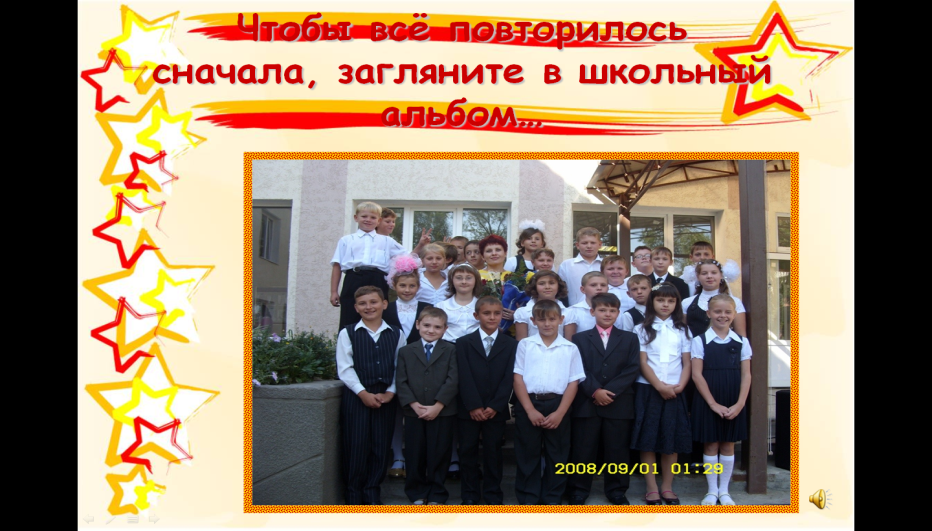 Чтобы всё повторилось
сначала, загляните в школьный
альбом...
2008/09/01 01:29